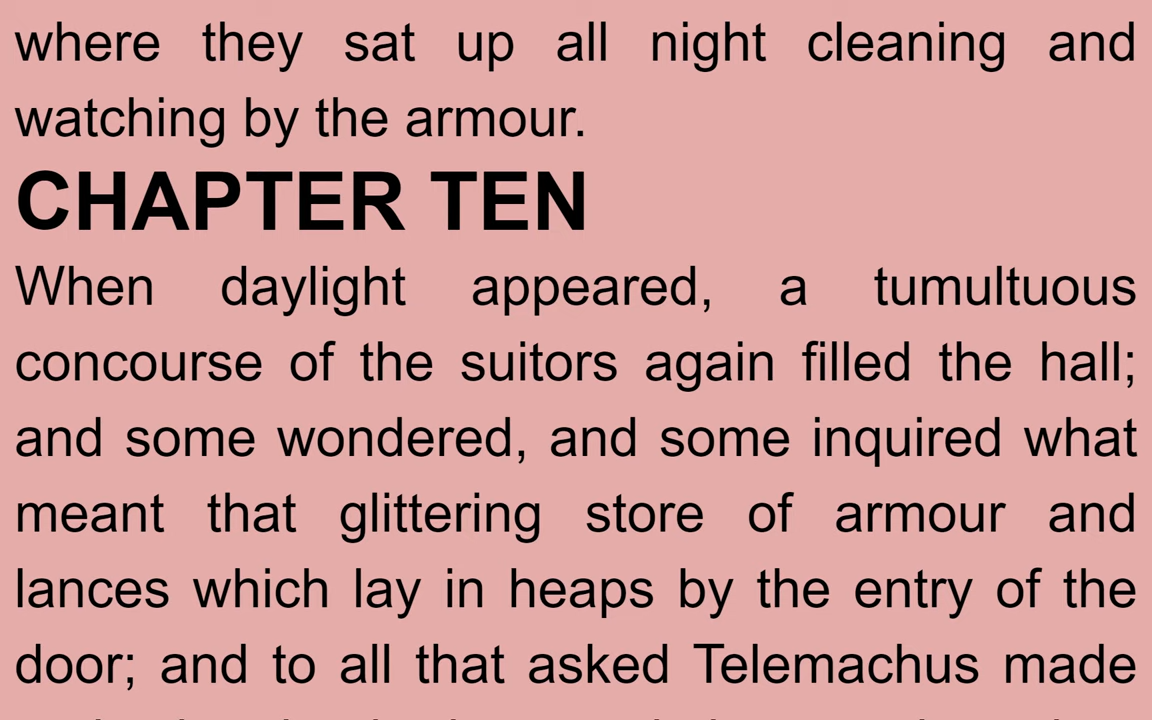 where they sat up all night cleaning and
watching by the armour.
CHAPTER TEN
When daylight appeared, a tumultuous
concourse of the suitors again filled the hall;
and some wondered, and some inquired what
meant that glittering store of armour and
lances which lay in heaps by the entry of the
door; and to all that asked Telemachus made